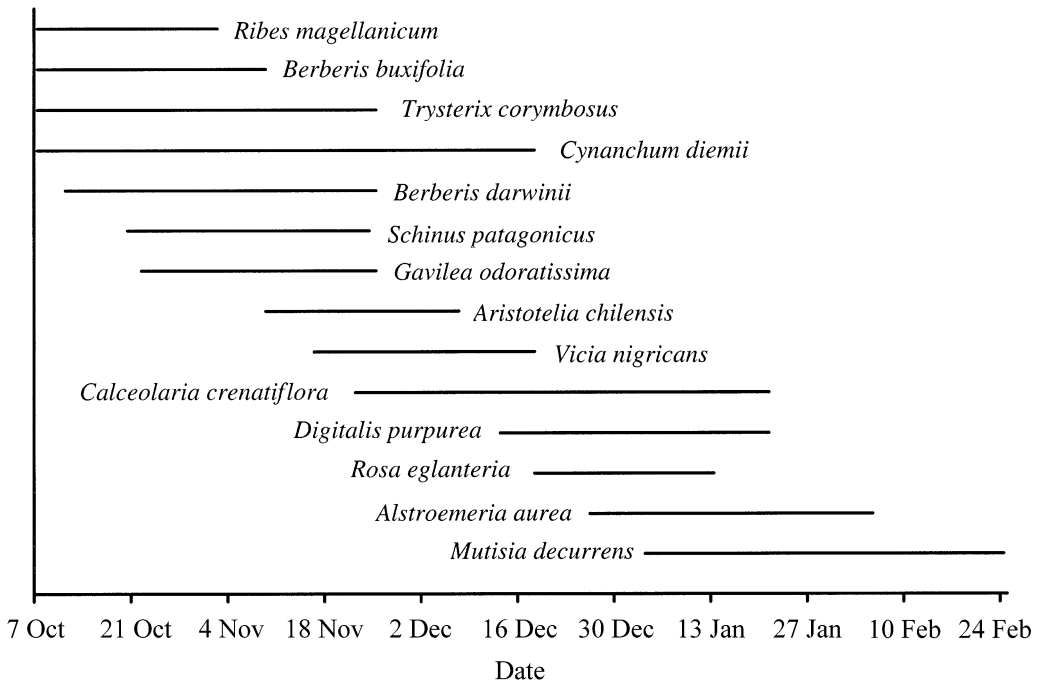 Ribes magellanicum
Berberis buxifolia
Trysterix corymbosus
Cynanchum diemii
Berberis darwinii
Schinus patagonicus
Gavilea odoratissima
Aristotelia chilensis
Vicia nigricans
Calceolaria crenatiflora
Digitalis purpurea
Rosa eglanteria
Alstroemeria aurea
Mutisia decurrens
7 Oct 21 Oct 4 Nov 18 Nov 2 Dec 16 Dec 30 Dec 13 Jan 27 Jan 10 Feb 24 Feb
Date